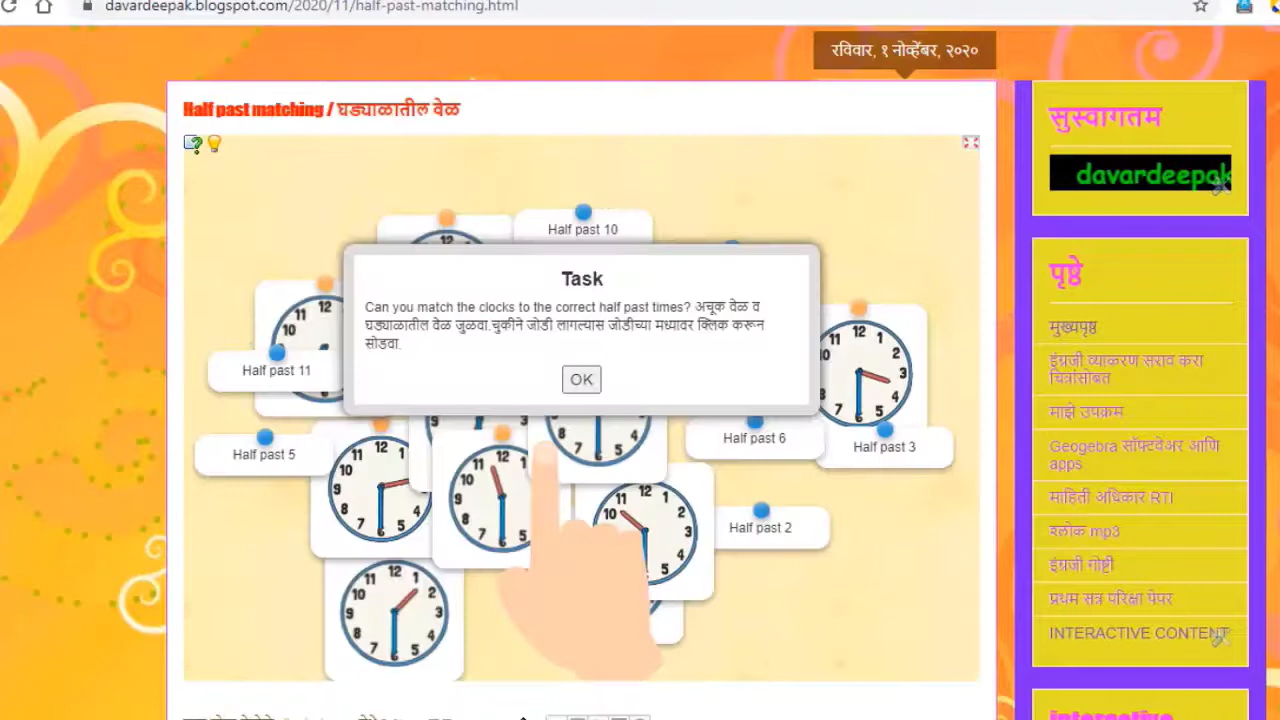 davardeepak.blogspot.com/2020/11/half-past-matching.html
रविवार, १ नोव्हेंबर, २०२०
Half past matching / घड्याळातील वेळ
सुस्वागतम
davardeepak
Half past 10
Task
Can you match the clocks to the correct half past times? अचूक वेळ व
घड्याळातील वेळ जुळवा.चुकीने जोडी लागल्यास जोडीच्या मध्यावर क्लिक करून
सोडवा.
OK
Half past 11
Half past 5
Half past 6
Half past 3
Half past 2
पृष्ठे
मुख्यपृष्ठ
इंग्रजी व्याकरण सराव करा
चित्रांसोबत
माझे उपक्रम
Geogebra सॉफ्टवेअर आणि
apps
माहिती अधिकार RTI
श्लोक mp3
इंग्रजी गोष्टी
प्रथम सत्र परिक्षा पेपर
INTERACTIVE CONTENT
interactive